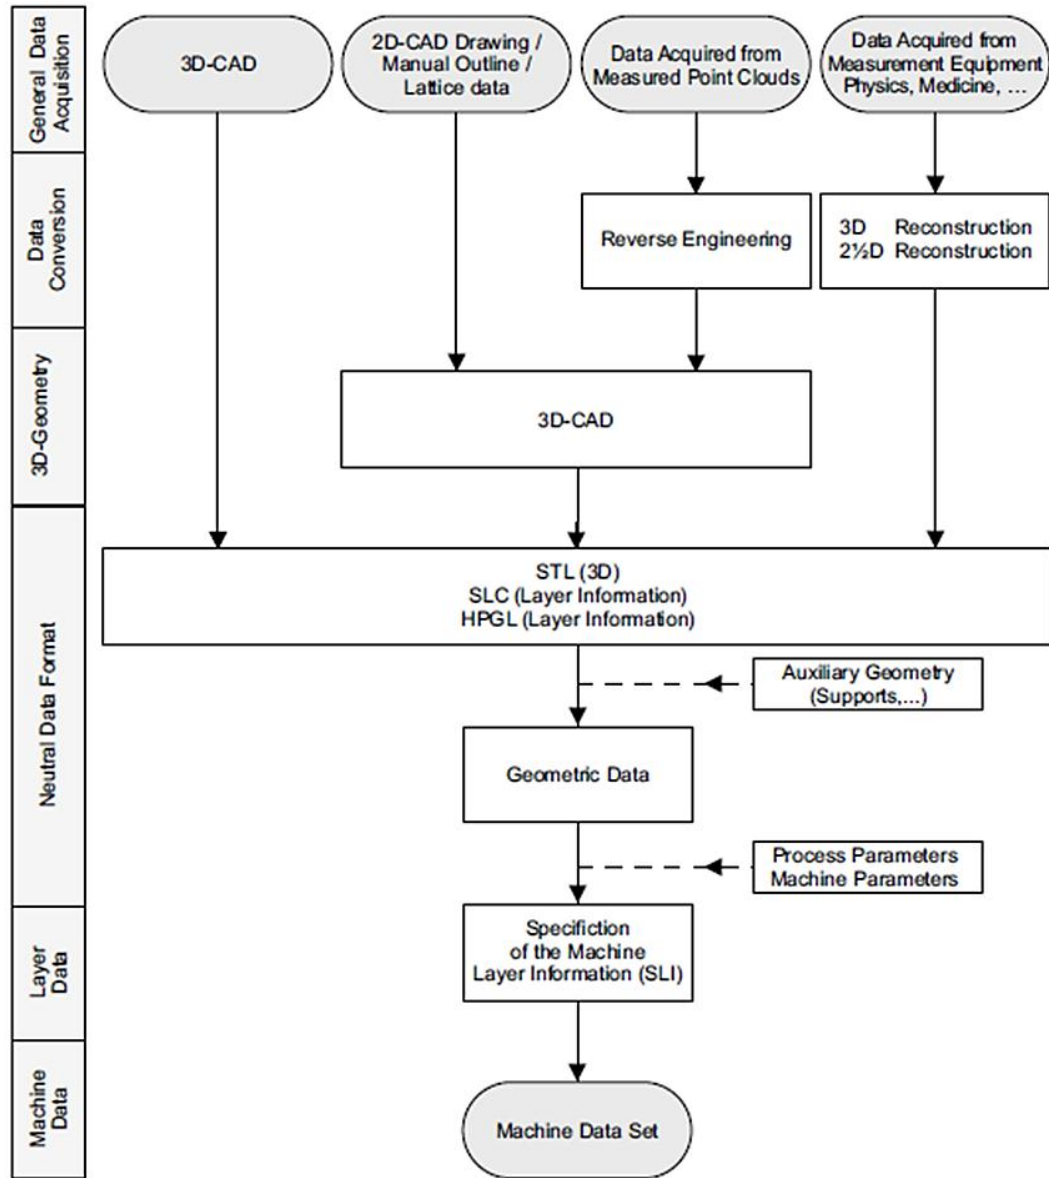 General Data
Acquisition
3D-CAD
2D-CAD Drawing /
Manual Outline /
Lattice data
Data Acquired from
Measured Point Clouds
Data Acquired from
Measurement Equipment
Physics, Medicine, …
Data
Conversion
Reverse Engineering
3D Reconstruction
2½D Reconstruction
3D-Geometry
3D-CAD
Neutral Data Format
STL (3D)
SLC (Layer Information)
HPGL (Layer Information)
Auxiliary Geometry
(Supports,...)
Geometric Data
Process Parameters
Machine Parameters
Layer
Data
Specifiction
of the Machine
Layer Information (SLI)
Machine
Data
Machine Data Set